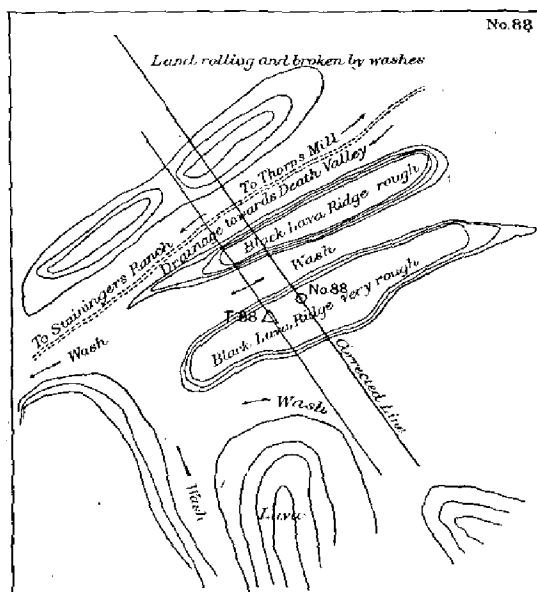 No.88
Land rolling and broken by washes
To Thorns Mill
Drainage towards Death Valley
To Stainingers Ranch
Black Lava Ridge rough
Wash
No.88
T 88
Black Lava Ridge very rough
Wash
Corrected Line
Wash
Wash
Lava